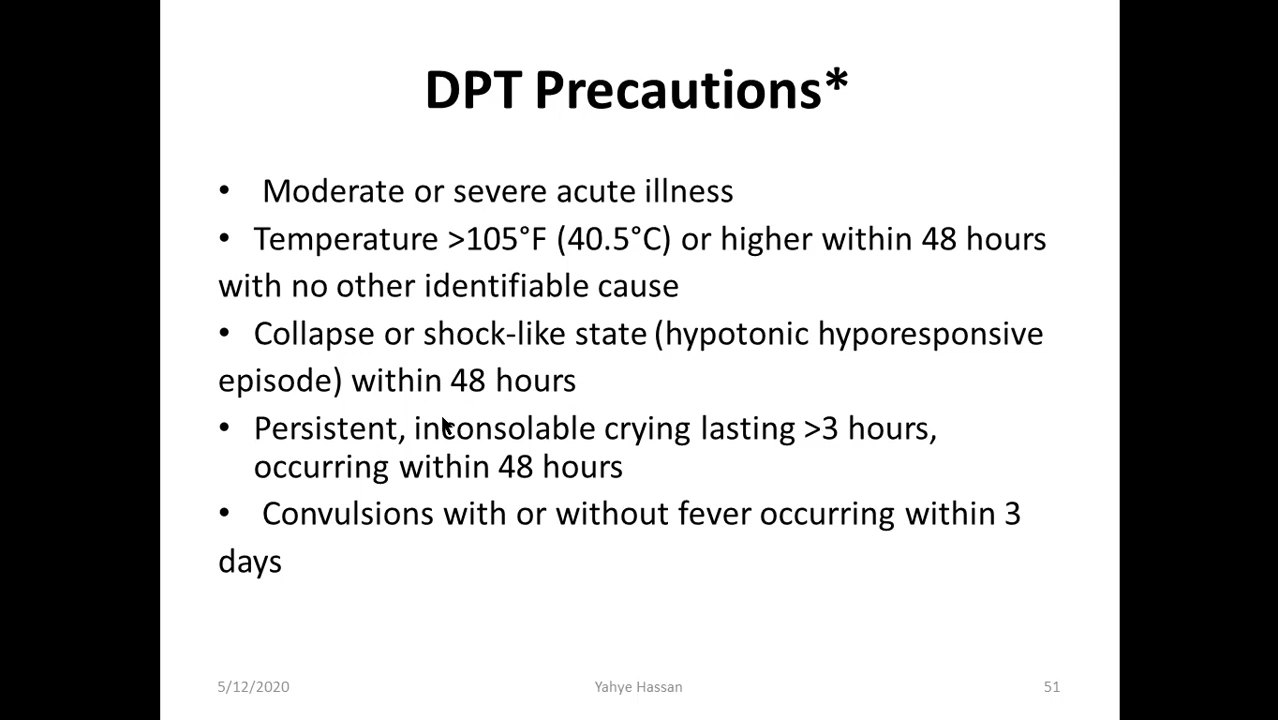 DPT Precautions*
• Moderate or severe acute illness
• Temperature >105°F (40.5°C) or higher within 48 hours
with no other identifiable cause
• Collapse or shock-like state (hypotonic hyporesponsive
episode) within 48 hours
• Persistent, inconsolable crying lasting >3 hours,
occurring within 48 hours
• Convulsions with or without fever occurring within 3
days
5/12/2020 Yahye Hassan 51